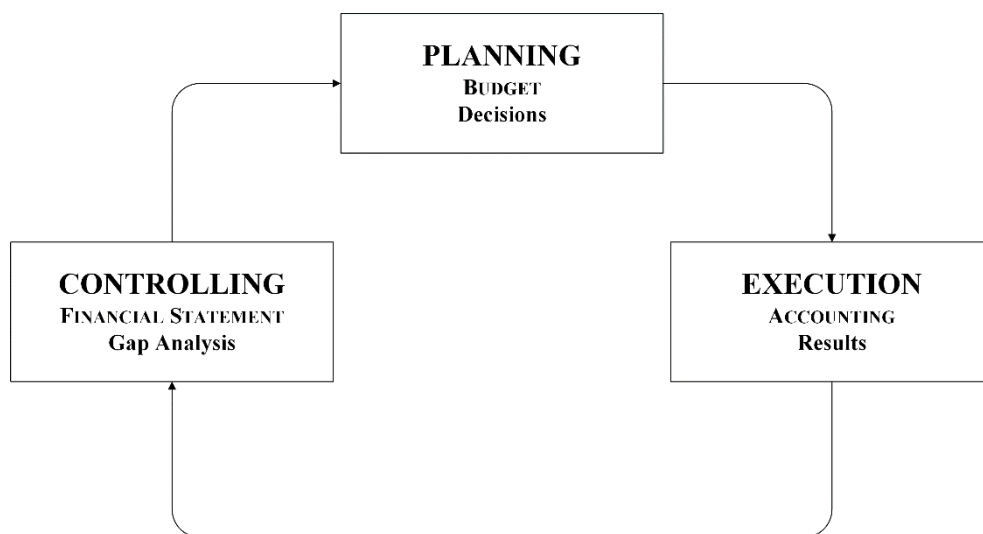 PLANNING
BUDGET
Decisions
CONTROLLING
FINANCIAL STATEMENT
Gap Analysis
EXECUTION
ACCOUNTING
Results